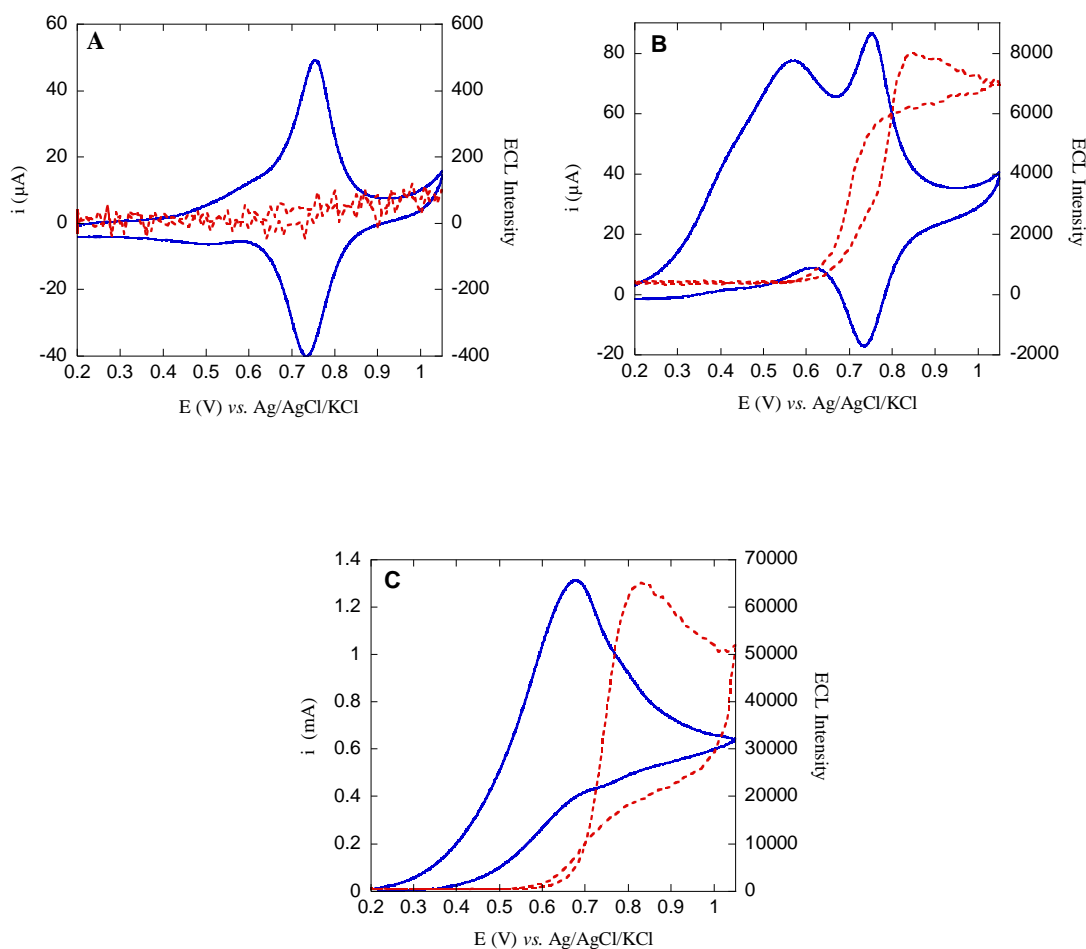 A
60
40
20
0
-20
-40
600
400
200
0
-200
-400
0.2 0.3 0.4 0.5 0.6 0.7 0.8 0.9 1
i (µA)
ECL Intensity
E (V) vs. Ag/AgCl/KCl
B
80
60
40
20
0
-20
8000
6000
4000
2000
0
-2000
0.2 0.3 0.4 0.5 0.6 0.7 0.8 0.9 1
i (µA)
ECL Intensity
E (V) vs. Ag/AgCl/KCl
C
1.4
1.2
1
0.8
0.6
0.4
0.2
0
70000
60000
50000
40000
30000
20000
10000
0
0.2 0.3 0.4 0.5 0.6 0.7 0.8 0.9 1
i (mA)
ECL Intensity
E (V) vs. Ag/AgCl/KCl